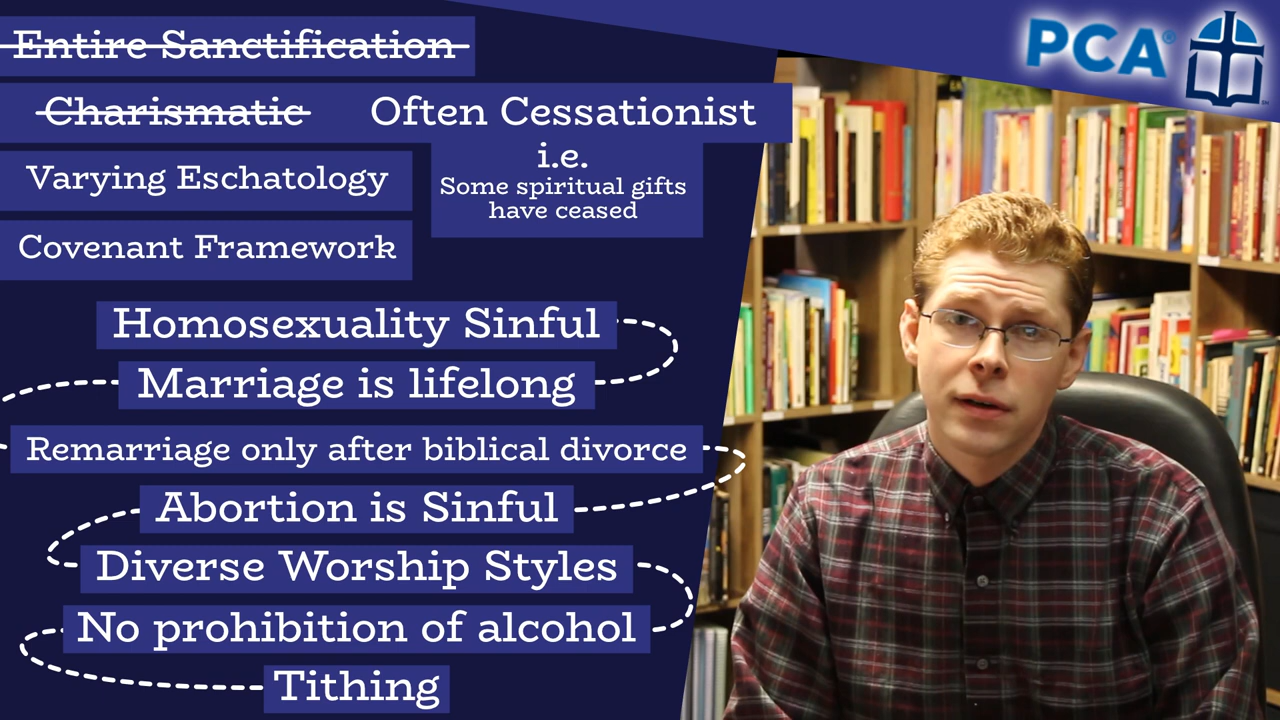 Entire Sanctification
Charismatic
Often Cessationist
i.e.
Some spiritual gifts
have ceased
Varying Eschatology
Covenant Framework
Homosexuality Sinful
Marriage is lifelong
Remarriage only after biblical divorce
Abortion is Sinful
Diverse Worship Styles
No prohibition of alcohol
Tithing
PCA®